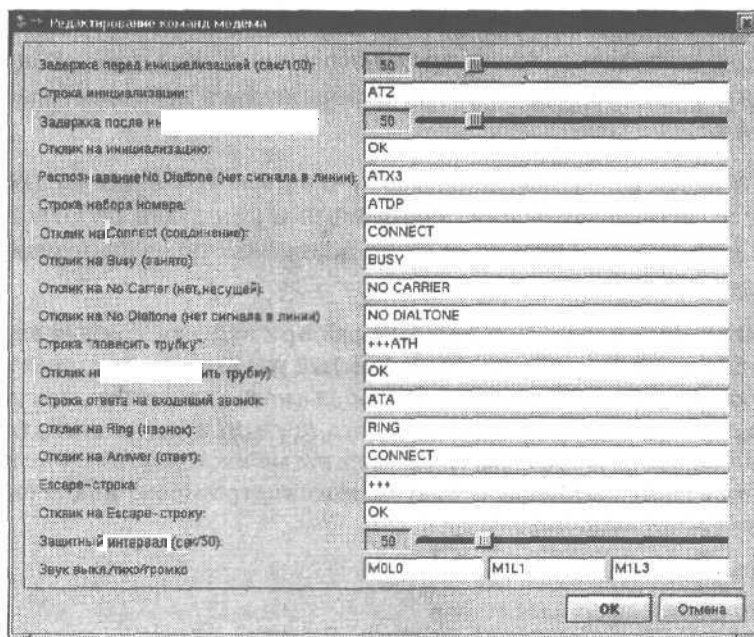 Редактирование команд модема
Задержка перед инициализацией (сек/100): 50
Строка инициализации: ATZ
Задержка после 50
Отклик на инициализацию: OK
Распознавание No Dialtone (нет сигнала в линии): ATX3
Строка набора номера: ATDP
Отклик на Connect (соединение): CONNECT
Отклик на Busy (занято) BUSY
Отклик на No Carrier (нет несущей): NO CARRIER
Отклик на No Dialtone (нет сигнала в линии) NO DIALTONE
Строка "повесить трубку": +++ATH
Отклик ить трубку): OK
Строка ответа на входящий звонок: ATA
Отклик на Ring (звонок): RING
Отклик на Answer (ответ): CONNECT
Escape-строка: +++
Отклик на Escape-строку: OK
Защитный интервал (сек/50): 50
Звук выкл./тихо/громко M0L0 M1L1 M1L3
OK Отмена